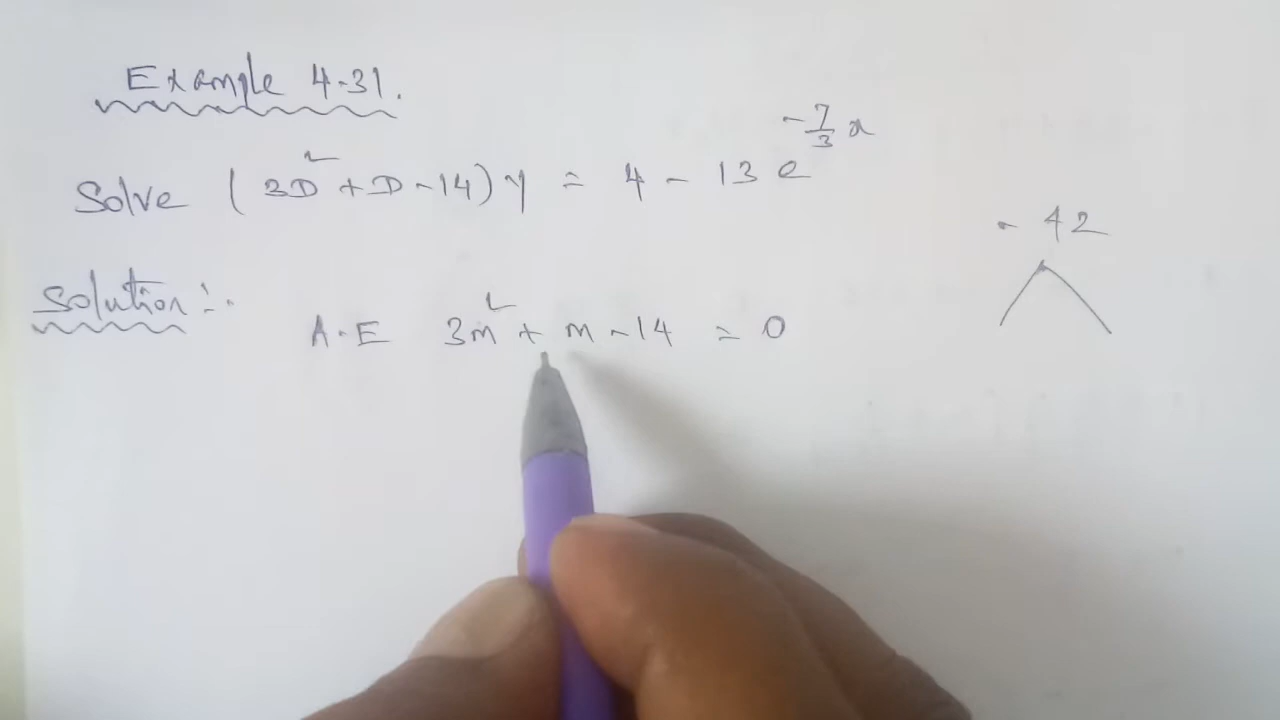 Example 4.31.
Solve (3D² + D - 14) y = 4 - 13 e^{-7/3 x}
- 42
Solution :-
A.E 3m² + m - 14 = 0